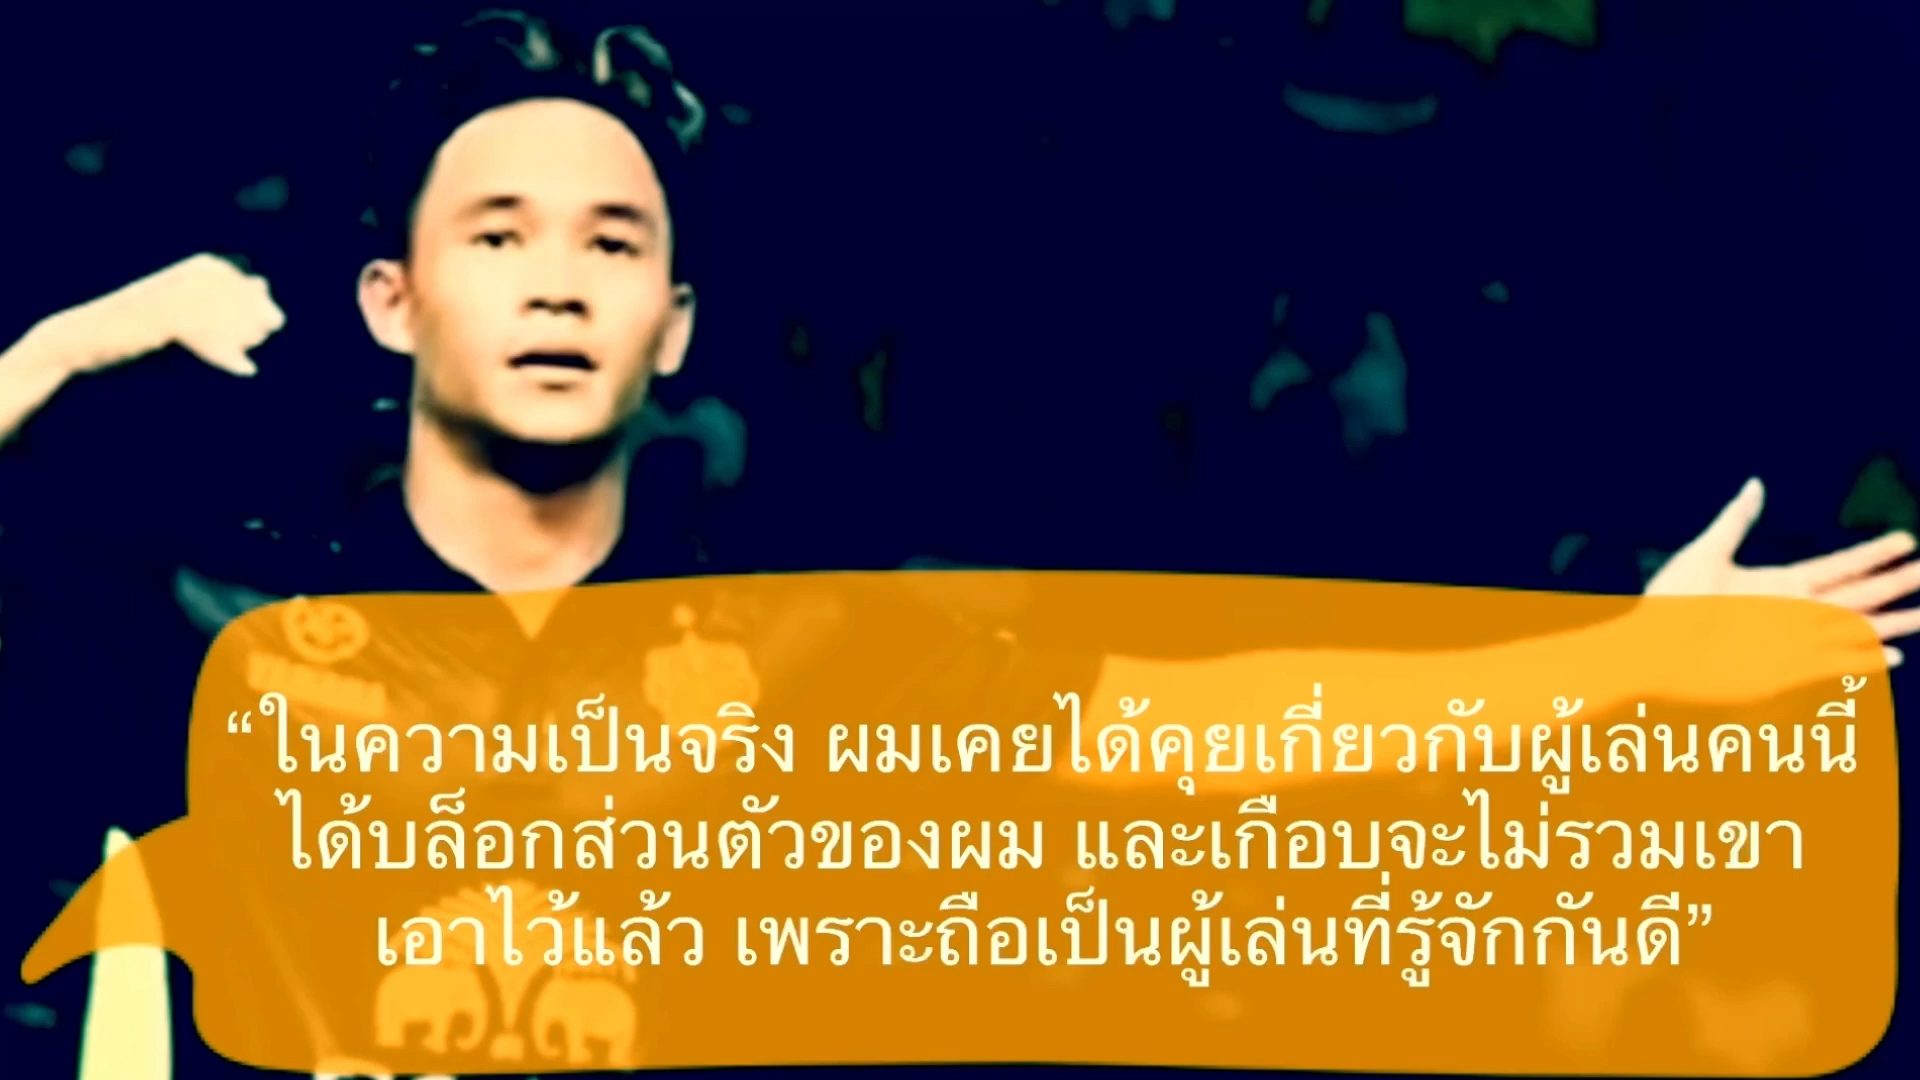 “ในความเป็นจริง ผมเคยได้คุยเกี่ยวกับผู้เล่นคนนี้
ได้บล็อกส่วนตัวของผม และเกือบจะไม่รวมเขา
เอาไว้แล้ว เพราะถือเป็นผู้เล่นที่รู้จักกันดี”